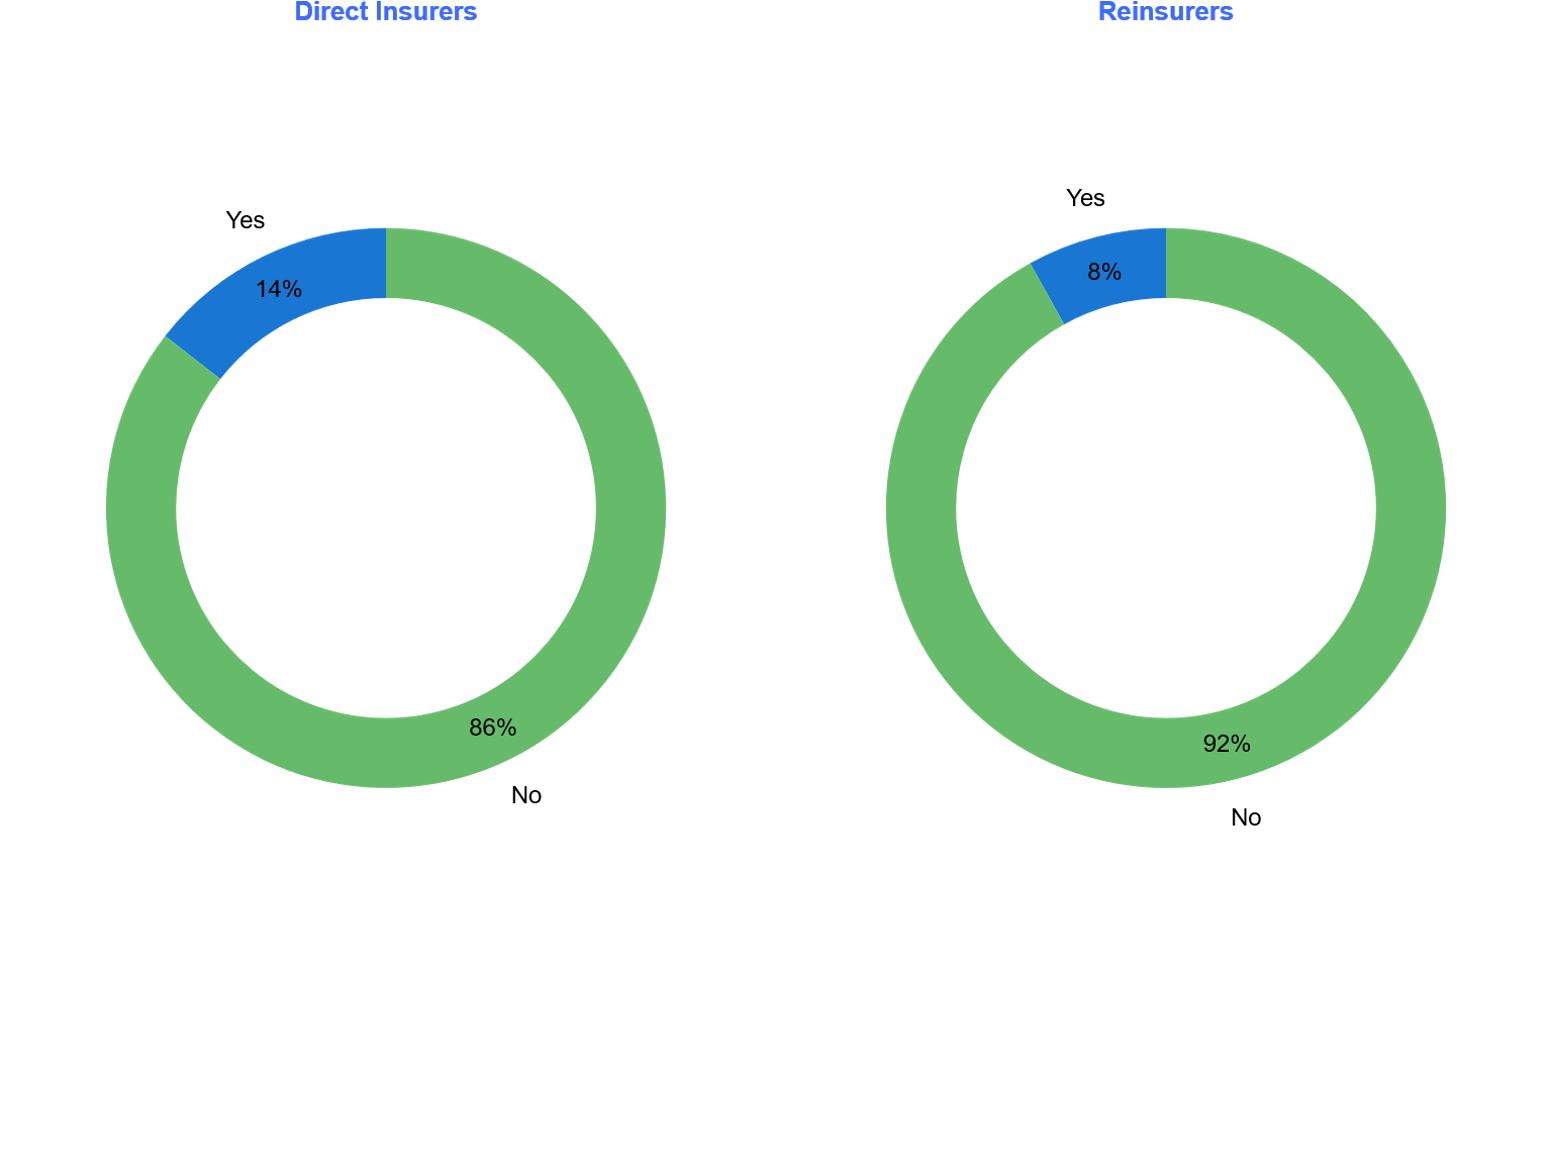 Direct Insurers
Yes
14%
86%
No
Reinsurers
Yes
8%
92%
No